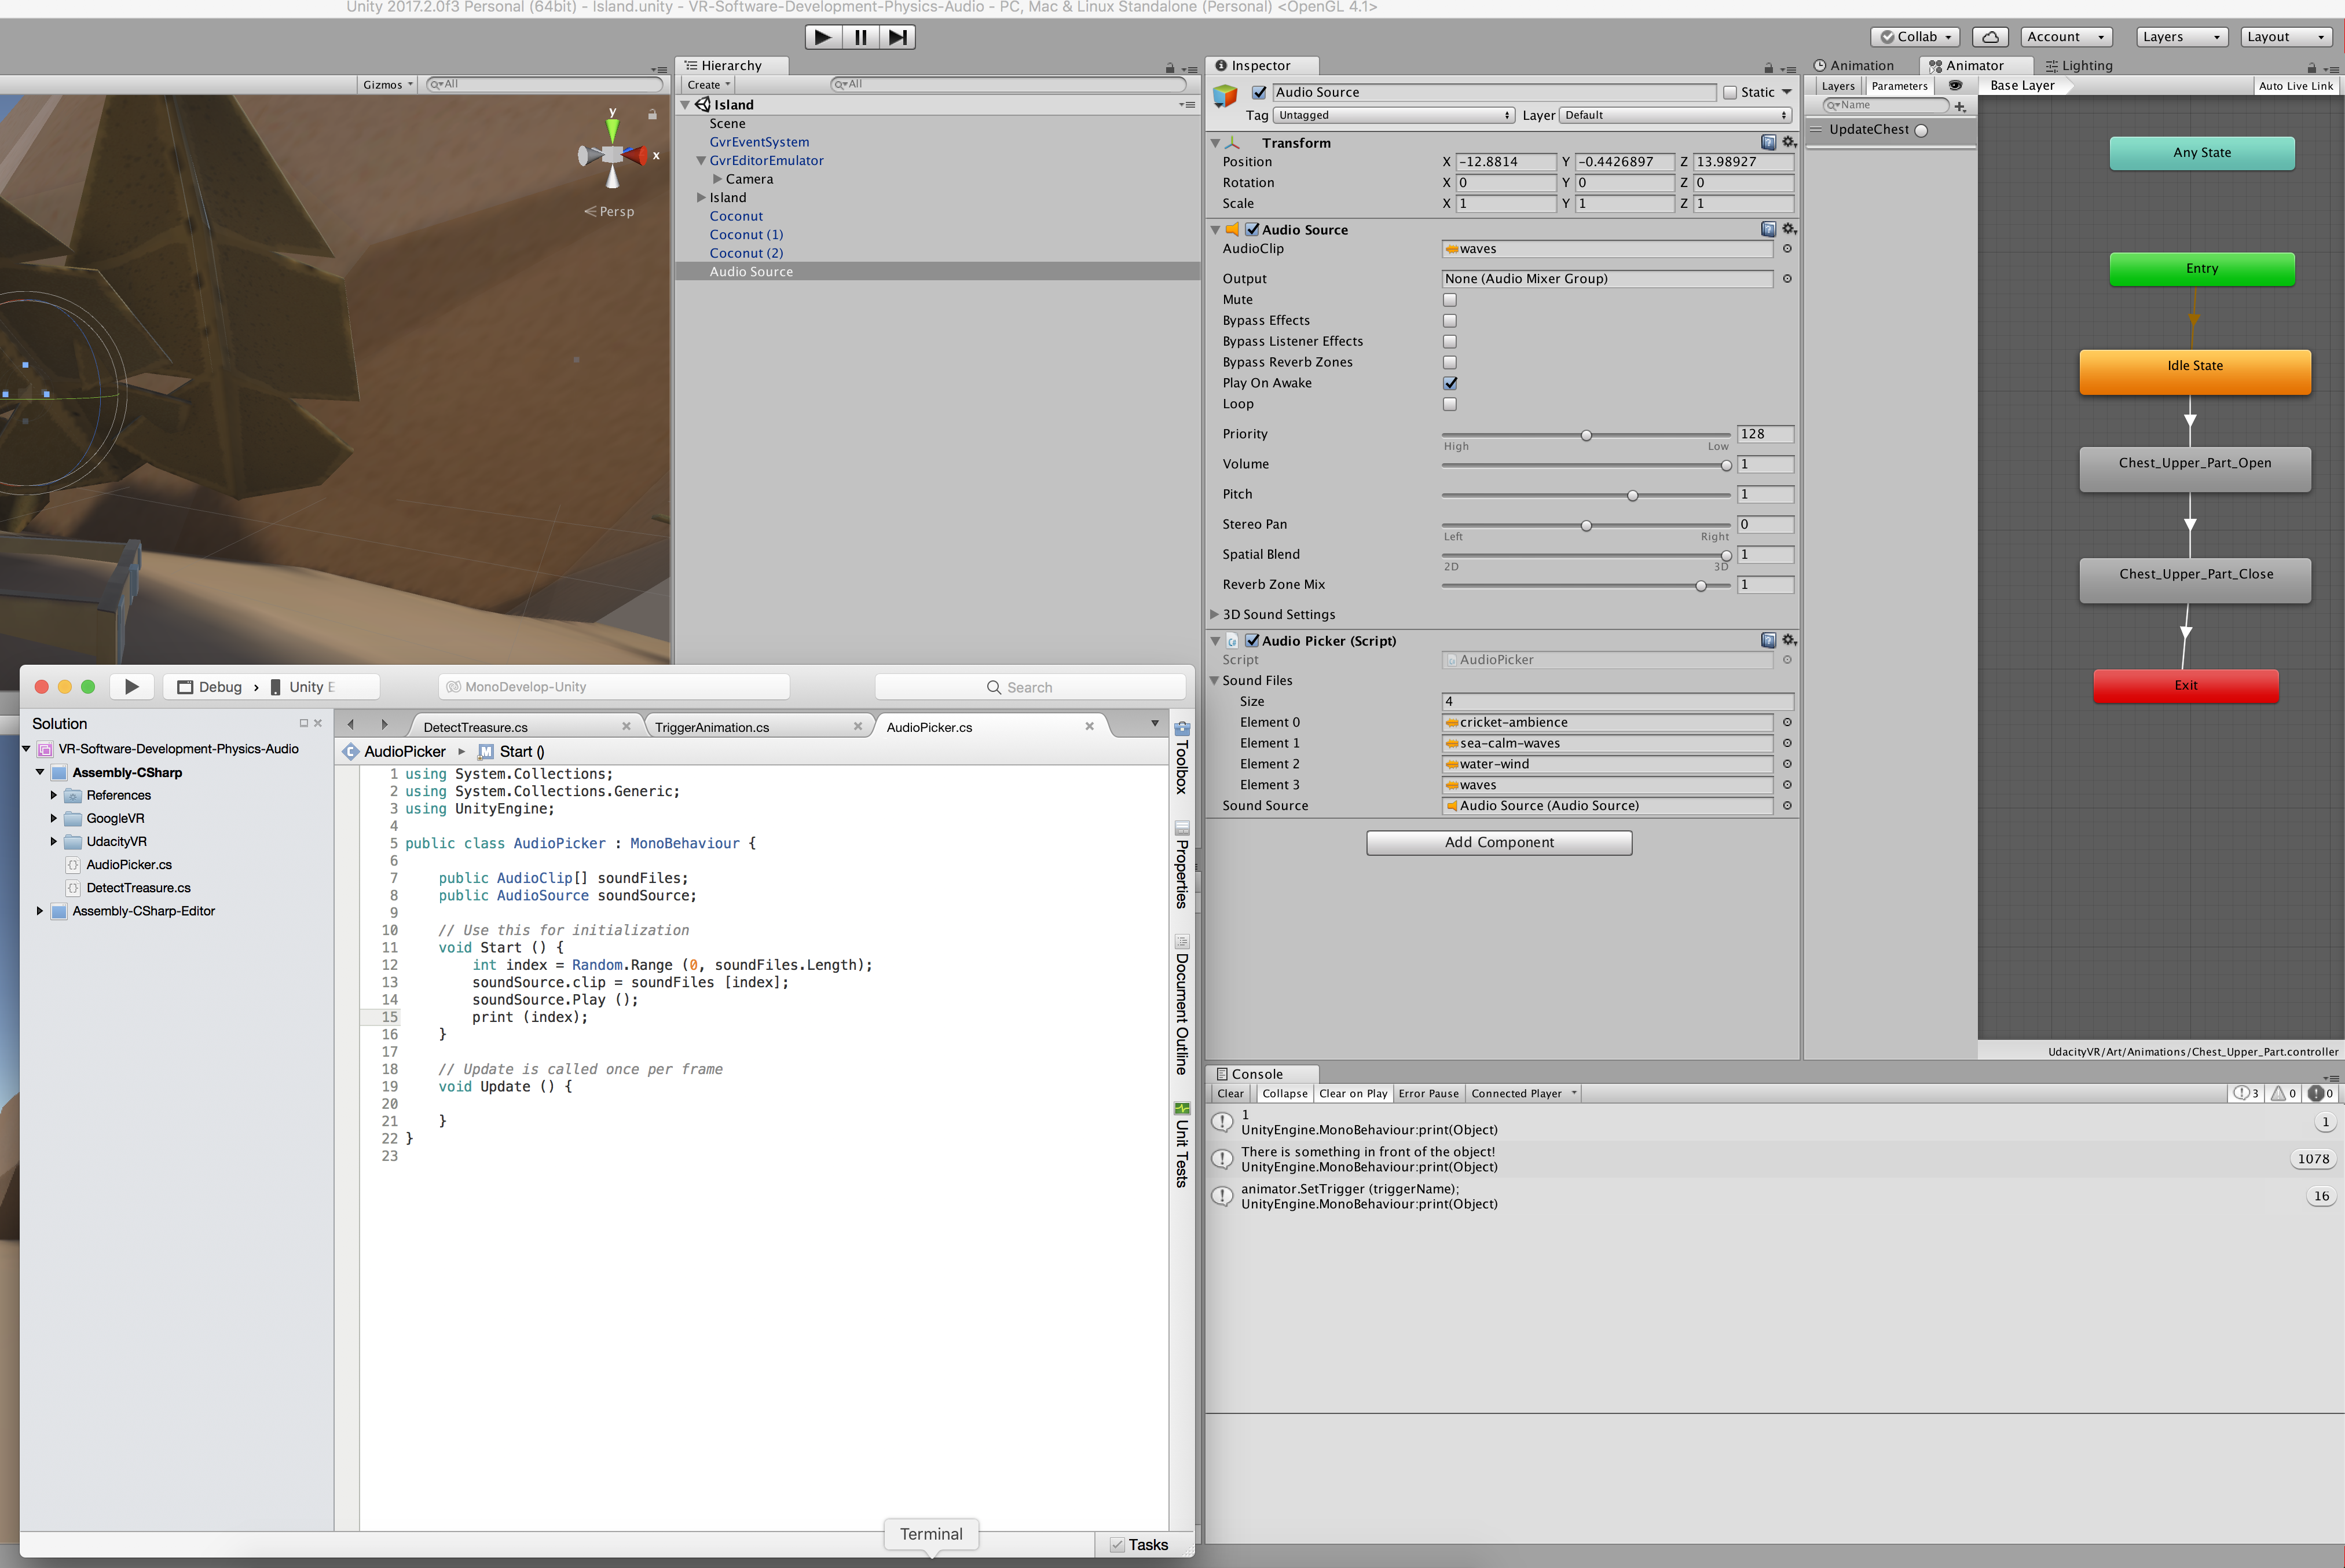 Unity 2017.2.0f3 Personal (64bit) - Island.unity - VR-Software-Development-Physics-Audio - PC, Mac & Linux Standalone (Personal) <OpenGL 4.1>
Collab
Account
Layers
Layout
Gizmos
All
y
x
Persp
Hierarchy
Create
All
Island
Scene
GvrEventSystem
GvrEditorEmulator
Camera
Island
Coconut
Coconut (1)
Coconut (2)
Audio Source
Inspector
Audio Source
Static
Tag Untagged Layer Default
Transform
Position X -12.8814 Y -0.4426897 Z 13.98927
Rotation X 0 Y 0 Z 0
Scale X 1 Y 1 Z 1
Audio Source
AudioClip waves
Output None (Audio Mixer Group)
Mute
Bypass Effects
Bypass Listener Effects
Bypass Reverb Zones
Play On Awake
Loop
Priority 128
High Low
Volume 1
Pitch 1
Stereo Pan 0
Left Right
Spatial Blend 1
2D 3D
Reverb Zone Mix 1
3D Sound Settings
Audio Picker (Script)
Script AudioPicker
Sound Files
Size 4
Element 0 cricket-ambience
Element 1 sea-calm-waves
Element 2 water-wind
Element 3 waves
Sound Source Audio Source (Audio Source)
Add Component
Animation
Animator
Lighting
Layers
Parameters
Base Layer
Auto Live Link
Name
UpdateChest
Any State
Entry
Idle State
Chest_Upper_Part_Open
Chest_Upper_Part_Close
Exit
UdacityVR/Art/Animations/Chest_Upper_Part.controller
Console
Clear Collapse Clear on Play Error Pause Connected Player 3 0 0
1
UnityEngine.MonoBehaviour:print(Object)
1
There is something in front of the object!
UnityEngine.MonoBehaviour:print(Object)
1078
animator.SetTrigger (triggerName);
UnityEngine.MonoBehaviour:print(Object)
16
Debug › Unity E
MonoDevelop-Unity
Search
Solution
VR-Software-Development-Physics-Audio
Assembly-CSharp
References
GoogleVR
UdacityVR
AudioPicker.cs
DetectTreasure.cs
Assembly-CSharp-Editor
DetectTreasure.cs
TriggerAnimation.cs
AudioPicker.cs
C AudioPicker M Start ()
1 using System.Collections;
2 using System.Collections.Generic;
3 using UnityEngine;
4
5 public class AudioPicker : MonoBehaviour {
6
7 public AudioClip[] soundFiles;
8 public AudioSource soundSource;
9
10 // Use this for initialization
11 void Start () {
12 int index = Random.Range (0, soundFiles.Length);
13 soundSource.clip = soundFiles [index];
14 soundSource.Play ();
15 print (index);
16 }
17
18 // Update is called once per frame
19 void Update () {
20
21 }
22 }
23
Toolbox
Properties
Document Outline
Unit Tests
Terminal
Tasks